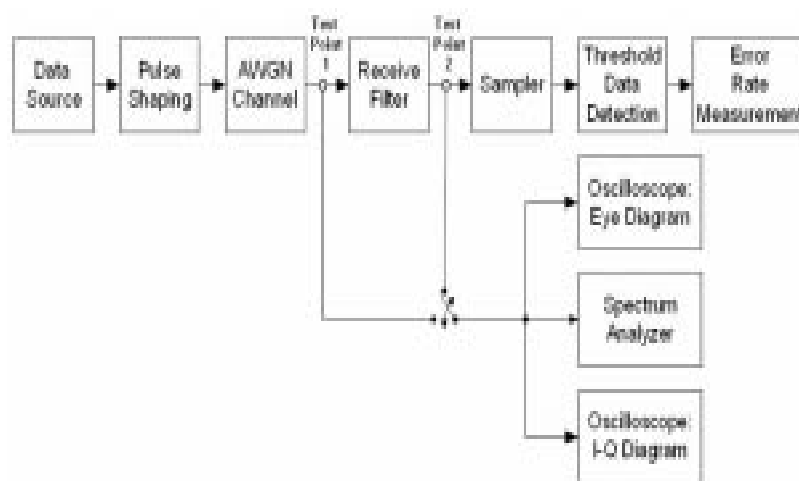 Test
Point
1
Test
Point
2
Data
Source
Pulse
Shaping
AWGN
Channel
Receive
Filter
Sampler
Threshold
Data
Detection
Error
Rate
Measurement
Oscilloscope:
Eye Diagram
Spectrum
Analyzer
Oscilloscope:
I-Q Diagram